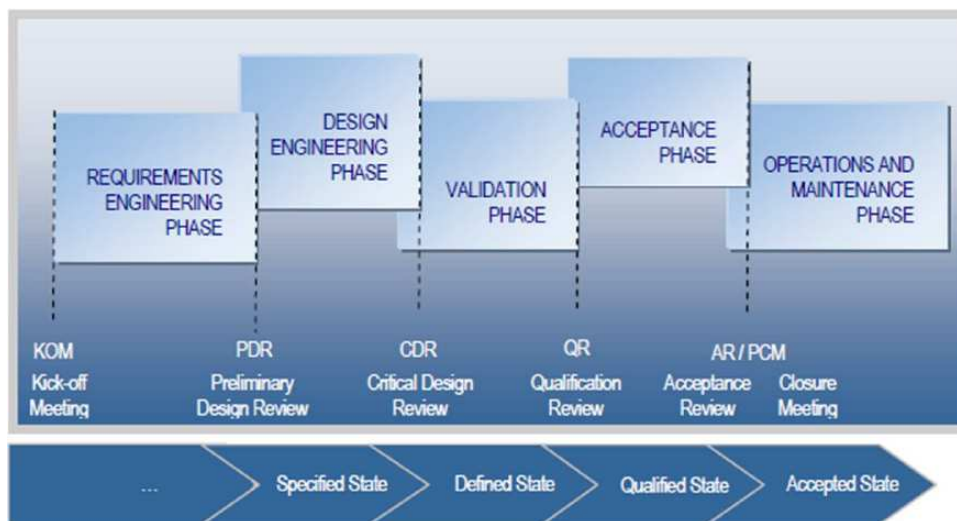 REQUIREMENTS
ENGINEERING
PHASE
DESIGN
ENGINEERING
PHASE
VALIDATION
PHASE
ACCEPTANCE
PHASE
OPERATIONS AND
MAINTENANCE
PHASE
KOM
Kick-off
Meeting
PDR
Preliminary
Design Review
CDR
Critical Design
Review
QR
Qualification
Review
AR / PCM
Acceptance
Review
Closure
Meeting
...
Specified State
Defined State
Qualified State
Accepted State